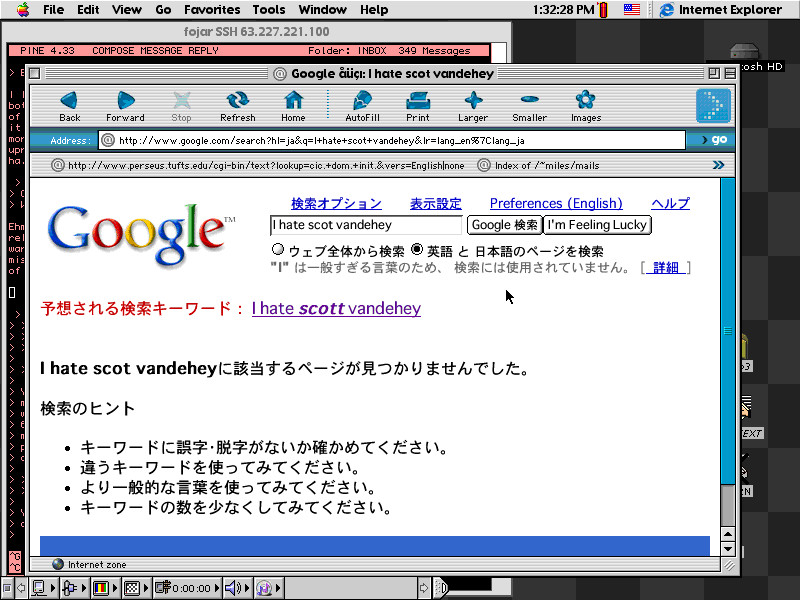 File Edit View Go Favorites Tools Window Help 1:32:28 PM Internet Explorer
fojar SSH 63.227.221.100
PINE 4.33 COMPOSE MESSAGE REPLY Folder: INBOX 349 Messages
Google åüçı: I hate scot vandehey
Back Forward Stop Refresh Home AutoFill Print Larger Smaller Images
Address: http://www.google.com/search?hl=ja&q=I+hate+scot+vandehey&lr=lang_en%7Clang_ja go
http://www.perseus.tufts.edu/cgi-bin/text?lookup=cic.+dom.+init.&vers=English|none Index of /~miles/mails
Google™
検索オプション 表示設定 Preferences (English) ヘルプ
I hate scot vandehey Google 検索 I'm Feeling Lucky
ウェブ全体から検索 英語 と 日本語のページを検索
"I" は一般すぎる言葉のため、 検索には使用されていません。 [ 詳細 ]
予想される検索キーワード： I hate scott vandehey
I hate scot vandeheyに該当するページが見つかりませんでした。
検索のヒント
• キーワードに誤字･脱字がないか確かめてください。
• 違うキーワードを使ってみてください。
• より一般的な言葉を使ってみてください。
• キーワードの数を少なくしてみてください。
Internet zone
0:00:00